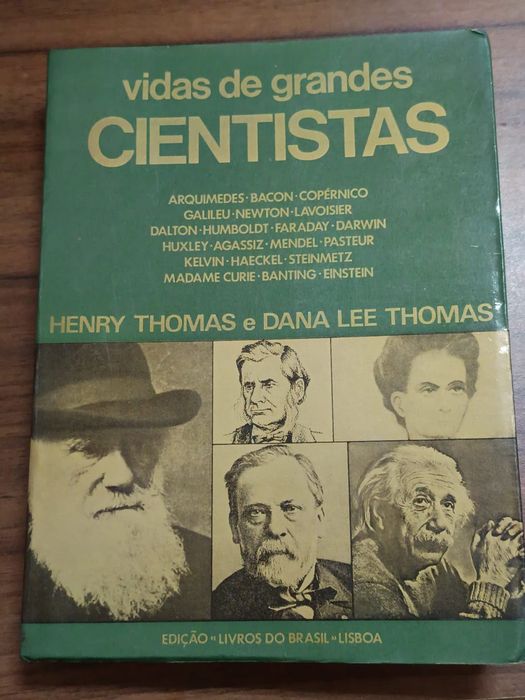 vidas de grandes
CIENTISTAS
ARQUIMEDES·BACON·COPÉRNICO
GALILEU·NEWTON·LAVOISIER
DALTON·HUMBOLDT·FARADAY·DARWIN
HUXLEY·AGASSIZ·MENDEL·PASTEUR
KELVIN·HAECKEL·STEINMETZ
MADAME CURIE·BANTING·EINSTEIN
HENRY THOMAS e DANA LEE THOMAS
EDIÇÃO «LIVROS DO BRASIL» LISBOA